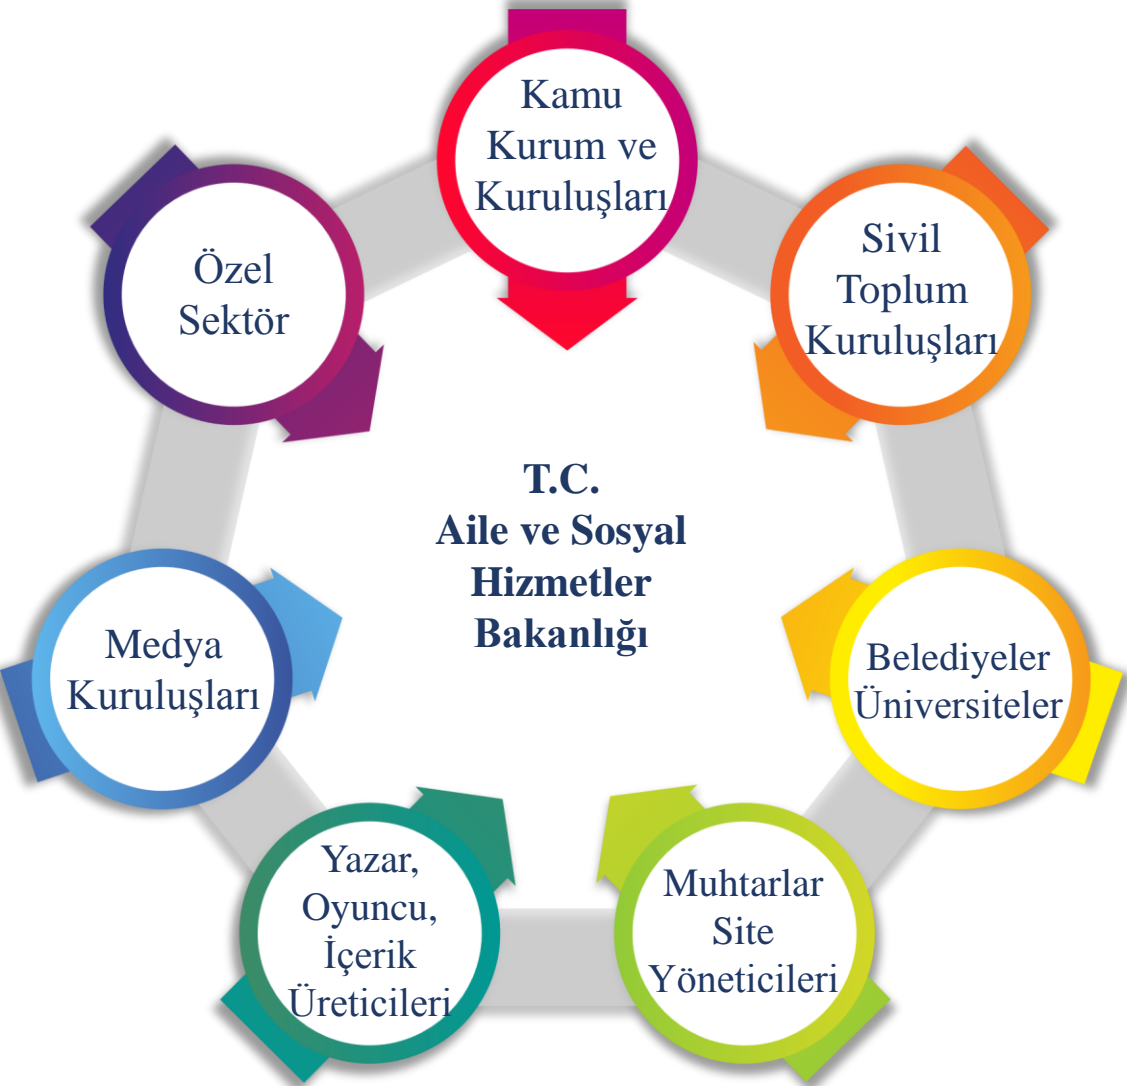 Kamu
Kurum ve
Kuruluşları
Sivil
Toplum
Kuruluşları
Özel
Sektör
T.C.
Aile ve Sosyal
Hizmetler
Bakanlığı
Medya
Kuruluşları
Belediyeler
Üniversiteler
Yazar,
Oyuncu,
İçerik
Üreticileri
Muhtarlar
Site
Yöneticileri